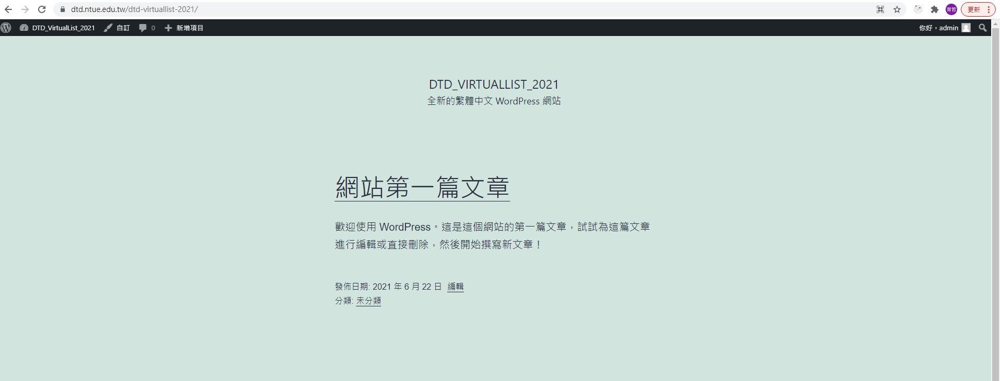 dtd.ntue.edu.tw/dtd-virtuallist-2021/
育哲
更新
DTD_VirtualList_2021 自訂 0 新增項目 你好，admin
DTD_VIRTUALLIST_2021
全新的繁體中文 WordPress 網站
網站第一篇文章
歡迎使用 WordPress。這是這個網站的第一篇文章，試試為這篇文章
進行編輯或直接刪除，然後開始撰寫新文章！
發佈日期: 2021 年 6 月 22 日 編輯
分類: 未分類